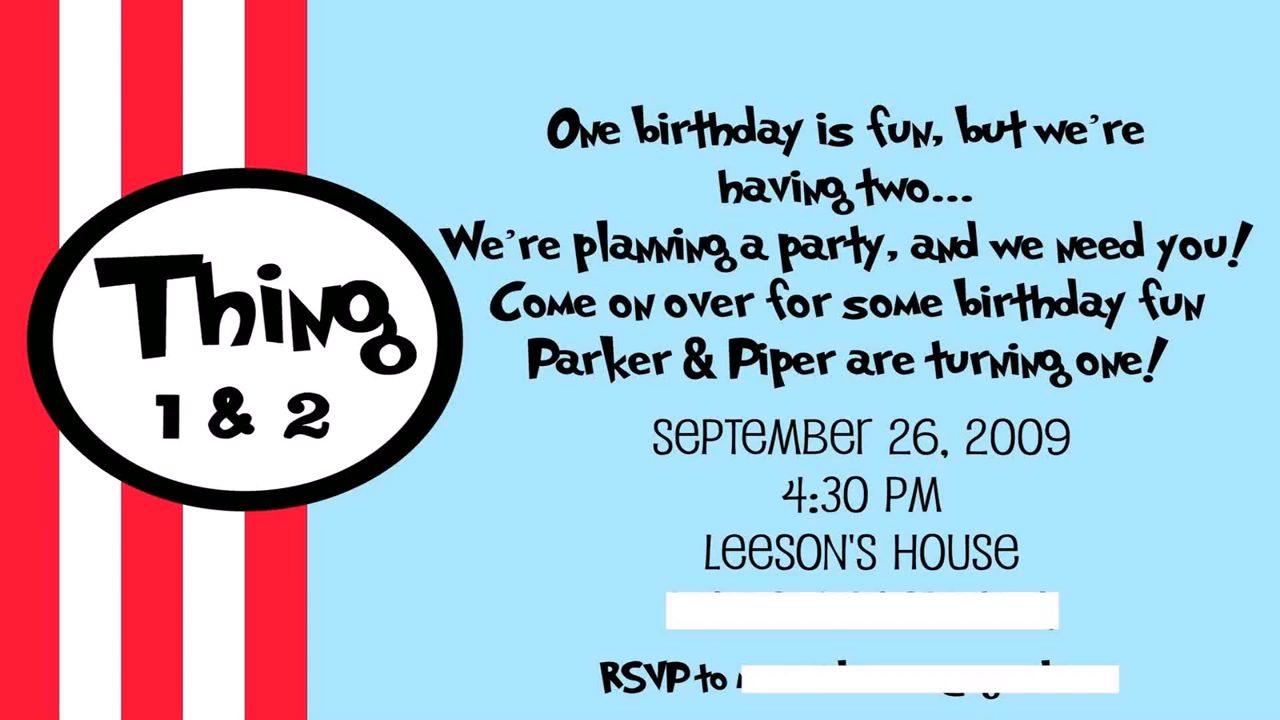 Thing
1 & 2
One birthday is fun, but we're
having two...
We're planning a party, and we need you!
Come on over for some birthday fun
Parker & Piper are turning one!
September 26, 2009
4:30 PM
Leeson's House
RSVP to